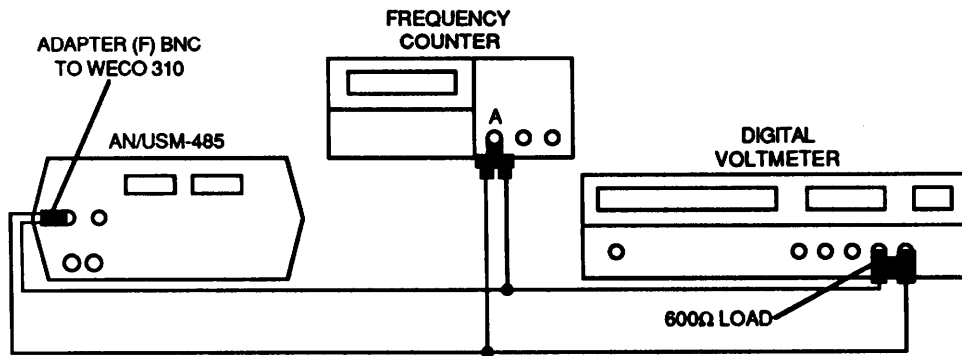 FREQUENCY
COUNTER
ADAPTER (F) BNC
TO WECO 310
A
AN/USM-485
DIGITAL
VOLTMETER
600Ω LOAD